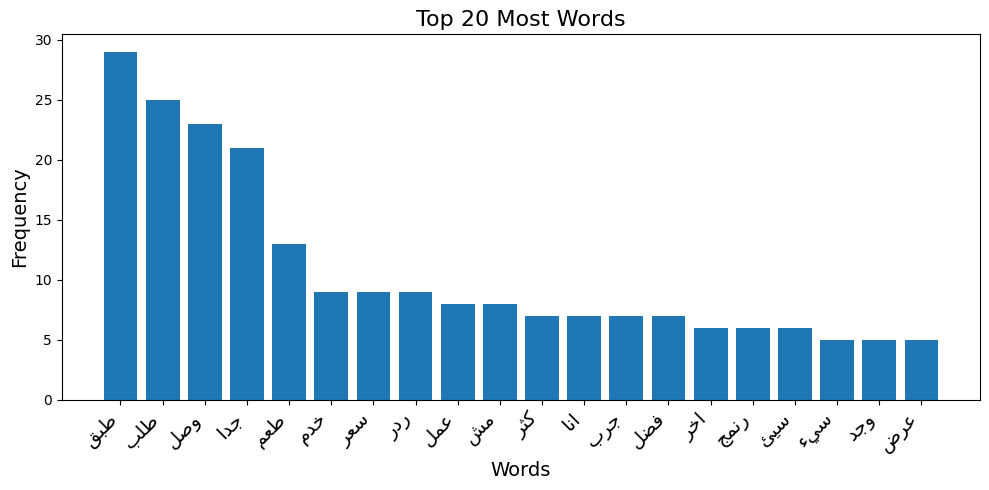 Top 20 Most Words
Frequency
30
25
20
15
10
5
0
طبق
طلب
وصل
جدا
طعم
خدم
سعر
ردر
عمل
مش
كثر
انا
جرب
فضل
اخر
رنمج
سيئ
سيء
وجد
عرض
Words